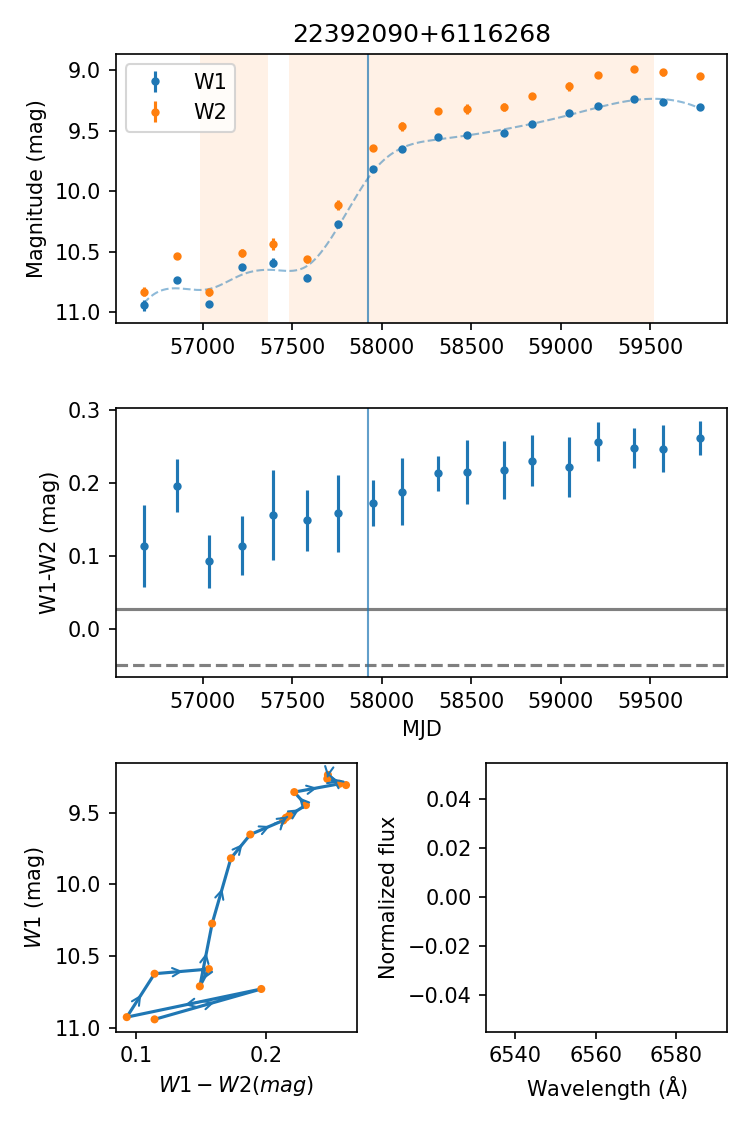 22392090+6116268
W1
W2
Magnitude (mag)
9.0
9.5
10.0
10.5
11.0
57000 57500 58000 58500 59000 59500
W1-W2 (mag)
0.3
0.2
0.1
0.0
57000 57500 58000 58500 59000 59500
MJD
W1 (mag)
9.5
10.0
10.5
11.0
0.1 0.2
W1 − W2(mag)
Normalized flux
0.04
0.02
0.00
−0.02
−0.04
6540 6560 6580
Wavelength (Å)